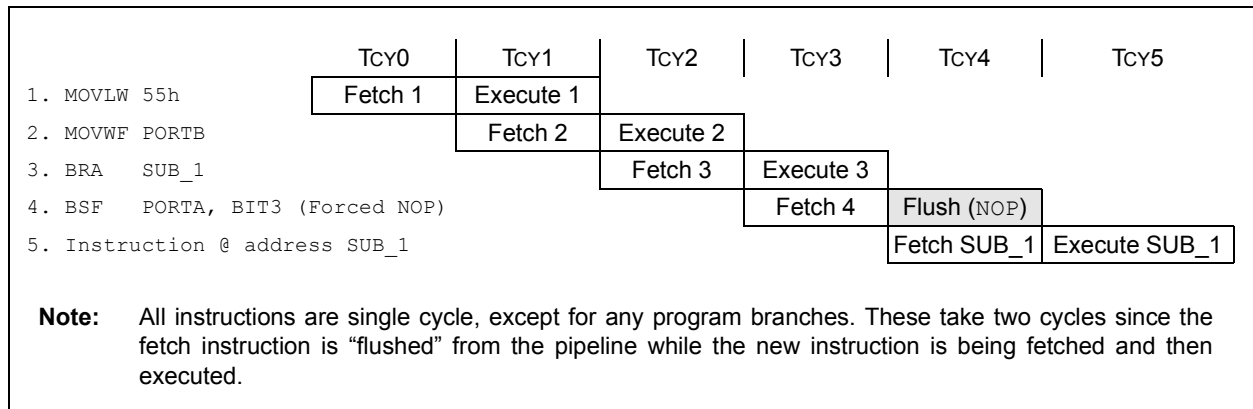 TCY0 TCY1 TCY2 TCY3 TCY4 TCY5
1. MOVLW 55h Fetch 1 Execute 1
2. MOVWF PORTB Fetch 2 Execute 2
3. BRA SUB_1 Fetch 3 Execute 3
4. BSF PORTA, BIT3 (Forced NOP) Fetch 4 Flush (NOP)
5. Instruction @ address SUB_1 Fetch SUB_1 Execute SUB_1
Note: All instructions are single cycle, except for any program branches. These take two cycles since the
fetch instruction is “flushed” from the pipeline while the new instruction is being fetched and then
executed.